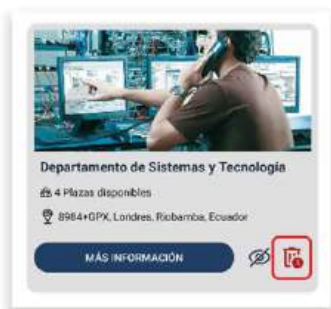 Departamento de Sistemas y Tecnología
4 Plazas disponibles
8984+GPX, Londres, Riobamba, Ecuador
MÁS INFORMACIÓN